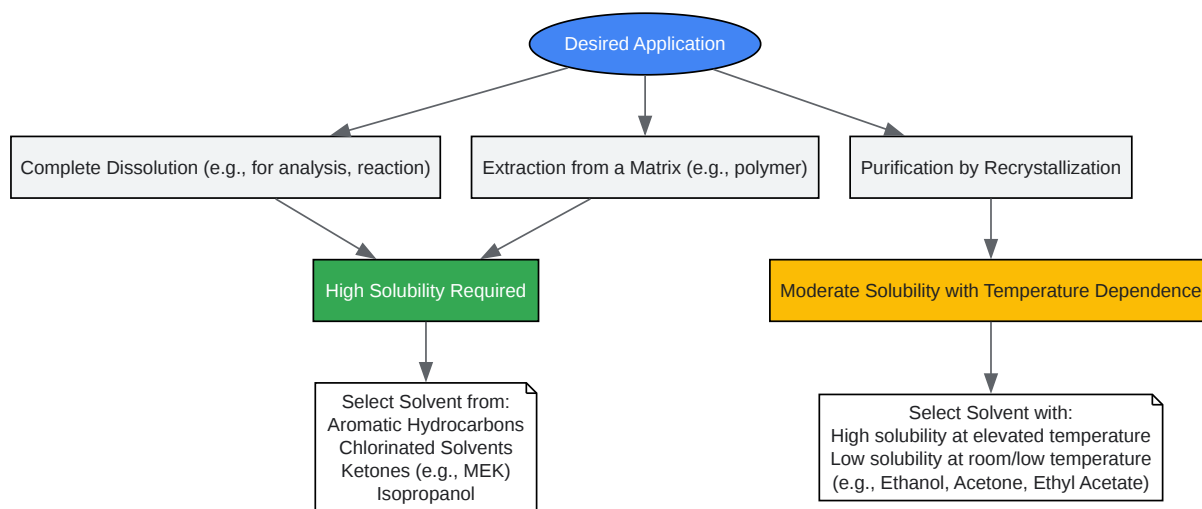 Desired Application
Complete Dissolution (e.g., for analysis, reaction)
Extraction from a Matrix (e.g., polymer)
Purification by Recrystallization
High Solubility Required
Moderate Solubility with Temperature Dependence
Select Solvent from:
Aromatic Hydrocarbons
Chlorinated Solvents
Ketones (e.g., MEK)
Isopropanol
Select Solvent with:
High solubility at elevated temperature
Low solubility at room/low temperature
(e.g., Ethanol, Acetone, Ethyl Acetate)